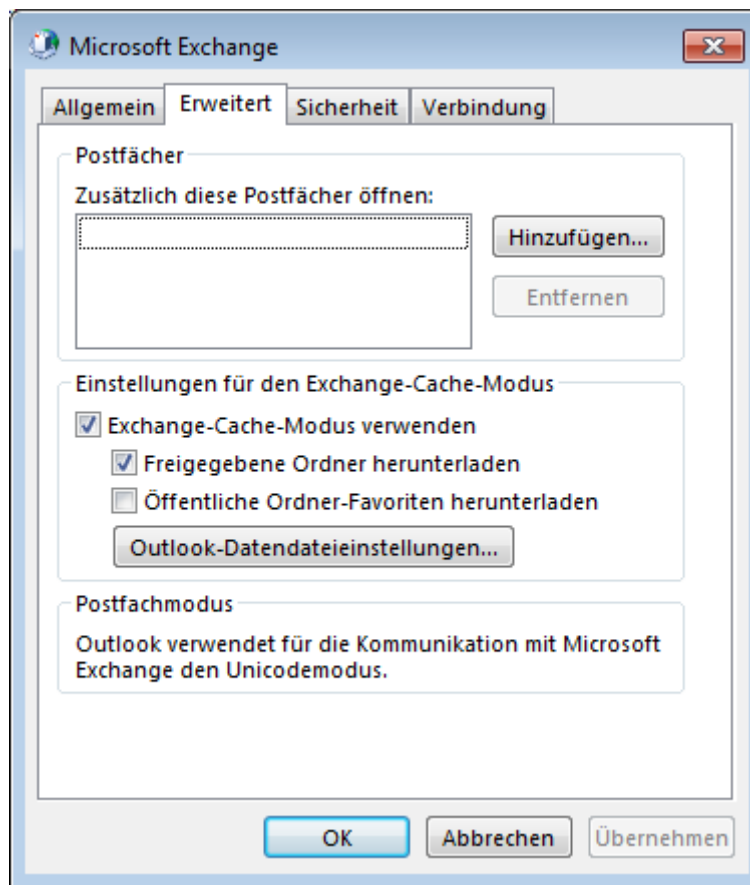 Microsoft Exchange
Allgemein Erweitert Sicherheit Verbindung
Postfächer
Zusätzlich diese Postfächer öffnen:
Hinzufügen...
Entfernen
Einstellungen für den Exchange-Cache-Modus
Exchange-Cache-Modus verwenden
Freigegebene Ordner herunterladen
Öffentliche Ordner-Favoriten herunterladen
Outlook-Datendateieinstellungen...
Postfachmodus
Outlook verwendet für die Kommunikation mit Microsoft
Exchange den Unicodemodus.
OK Abbrechen Übernehmen